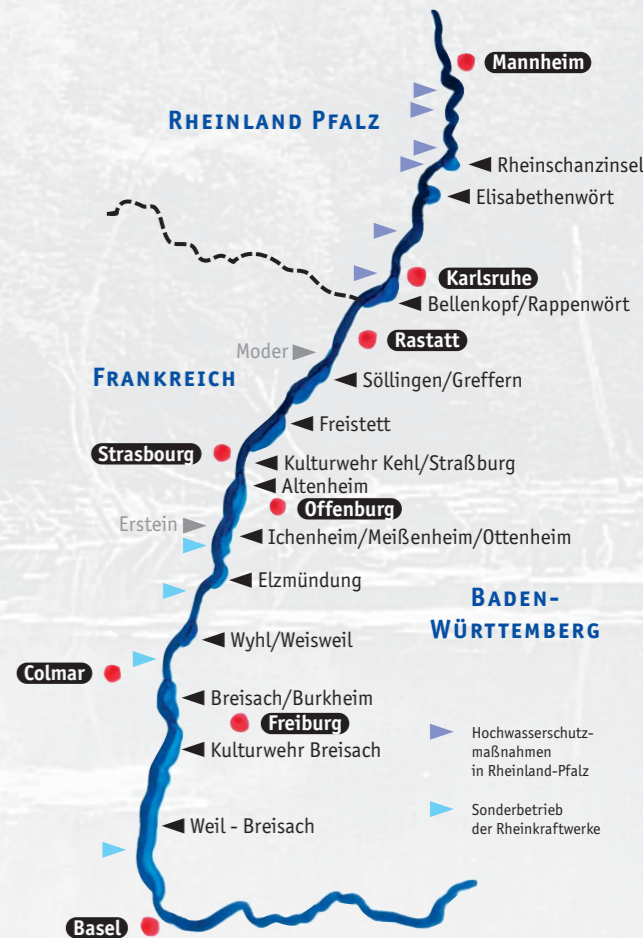 Mannheim
RHEINLAND PFALZ
Rheinschanzinsel
Elisabethenwört
Karlsruhe
Bellenkopf/Rappenwört
Rastatt
Moder
FRANKREICH
Söllingen/Greffern
Freistett
Strasbourg
Kulturwehr Kehl/Straßburg
Altenheim
Offenburg
Erstein
Ichenheim/Meißenheim/Ottenheim
Elzmündung
BADEN-
WÜRTTEMBERG
Wyhl/Weisweil
Colmar
Breisach/Burkheim
Freiburg
Kulturwehr Breisach
Hochwasserschutz-
maßnahmen
in Rheinland-Pfalz
Sonderbetrieb
der Rheinkraftwerke
Weil - Breisach
Basel